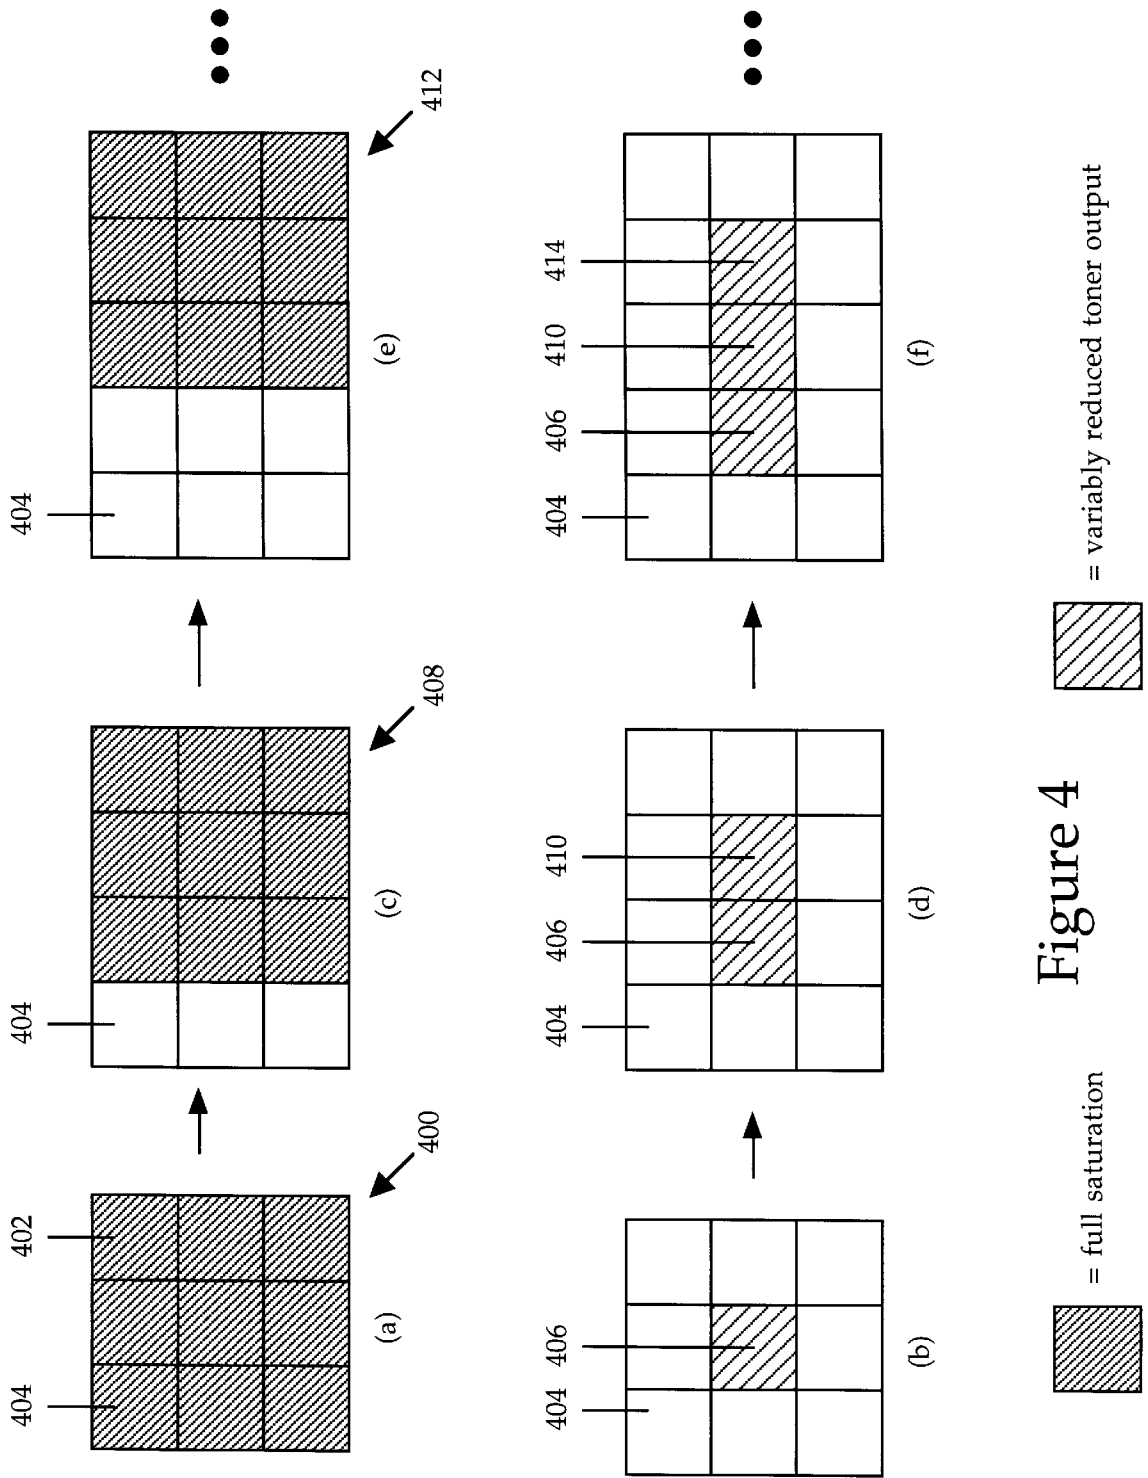 404
402
404
404
400
408
412
(a)
(c)
(e)
404
406
404
406
410
404
406
410
414
(b)
(d)
(f)
= full saturation
= variably reduced toner output
Figure 4